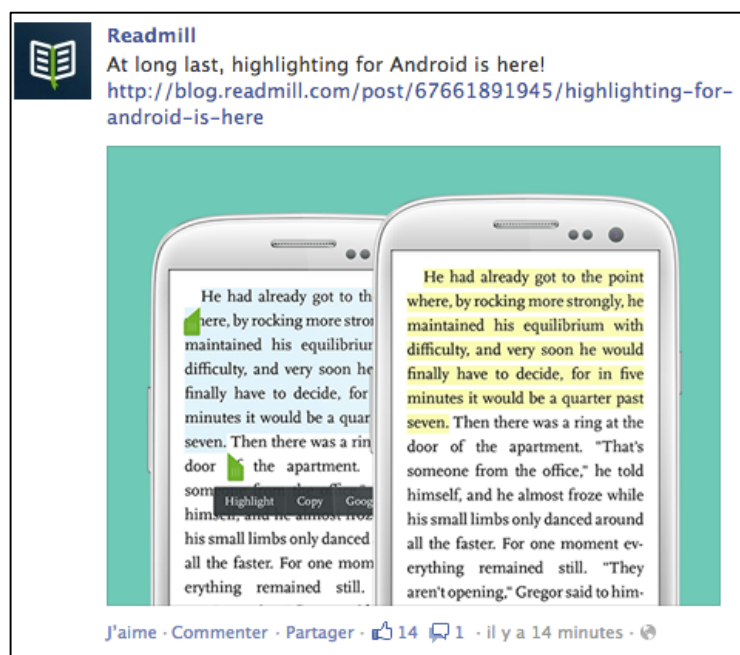 Readmill
At long last, highlighting for Android is here!
http://blog.readmill.com/post/67661891945/highlighting-for-
android-is-here
He had already got to th
here, by rocking more stron
maintained his equilibrium
difficulty, and very soon he
finally have to decide, for
minutes it would be a quar
seven. Then there was a ring
door of the apartment.
Highlight Copy Goog
his small limbs only danced
all the faster. For one mom
erything remained still.
He had already got to the point
where, by rocking more strongly, he
maintained his equilibrium with
difficulty, and very soon he would
finally have to decide, for in five
minutes it would be a quarter past
seven. Then there was a ring at the
door of the apartment. "That's
someone from the office," he told
himself, and he almost froze while
his small limbs only danced around
all the faster. For one moment ev-
erything remained still. "They
aren't opening," Gregor said to him-
J'aime · Commenter · Partager · 14 1 · il y a 14 minutes ·